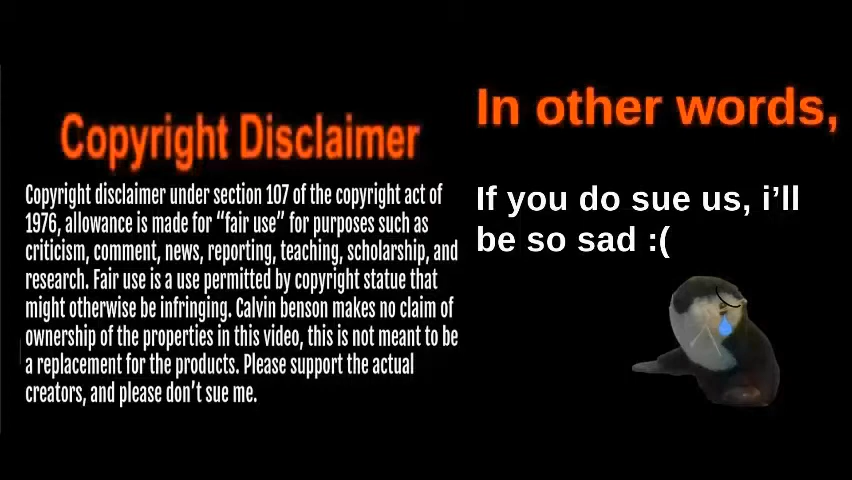 Copyright Disclaimer
Copyright disclaimer under section 107 of the copyright act of
1976, allowance is made for “fair use” for purposes such as
criticism, comment, news, reporting, teaching, scholarship, and
research. Fair use is a use permitted by copyright statue that
might otherwise be infringing. Calvin benson makes no claim of
ownership of the properties in this video, this is not meant to be
a replacement for the products. Please support the actual
creators, and please don’t sue me.
In other words,
If you do sue us, i’ll
be so sad :(